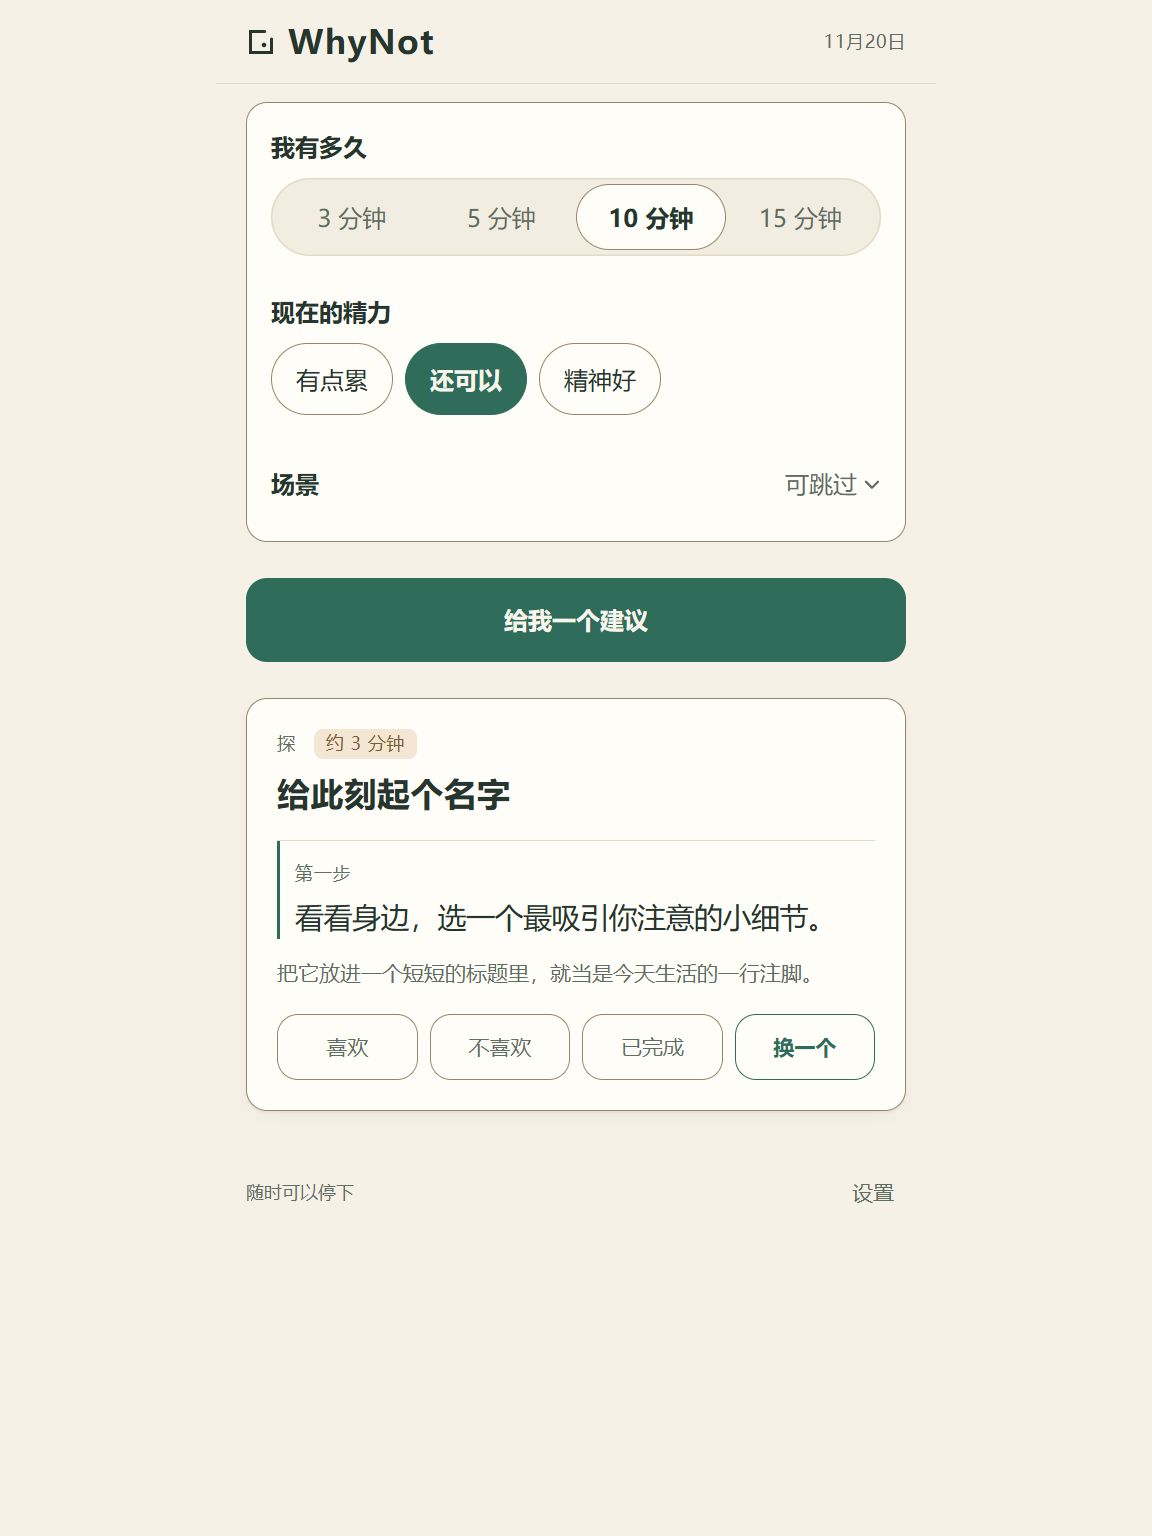 WhyNot
11月20日
我有多久
3 分钟 5 分钟 10 分钟 15 分钟
现在的精力
有点累 还可以 精神好
场景 可跳过
给我一个建议
探 约 3 分钟
给此刻起个名字
第一步
看看身边，选一个最吸引你注意的小细节。
把它放进一个短短的标题里，就当是今天生活的一行注脚。
喜欢 不喜欢 已完成 换一个
随时可以停下 设置